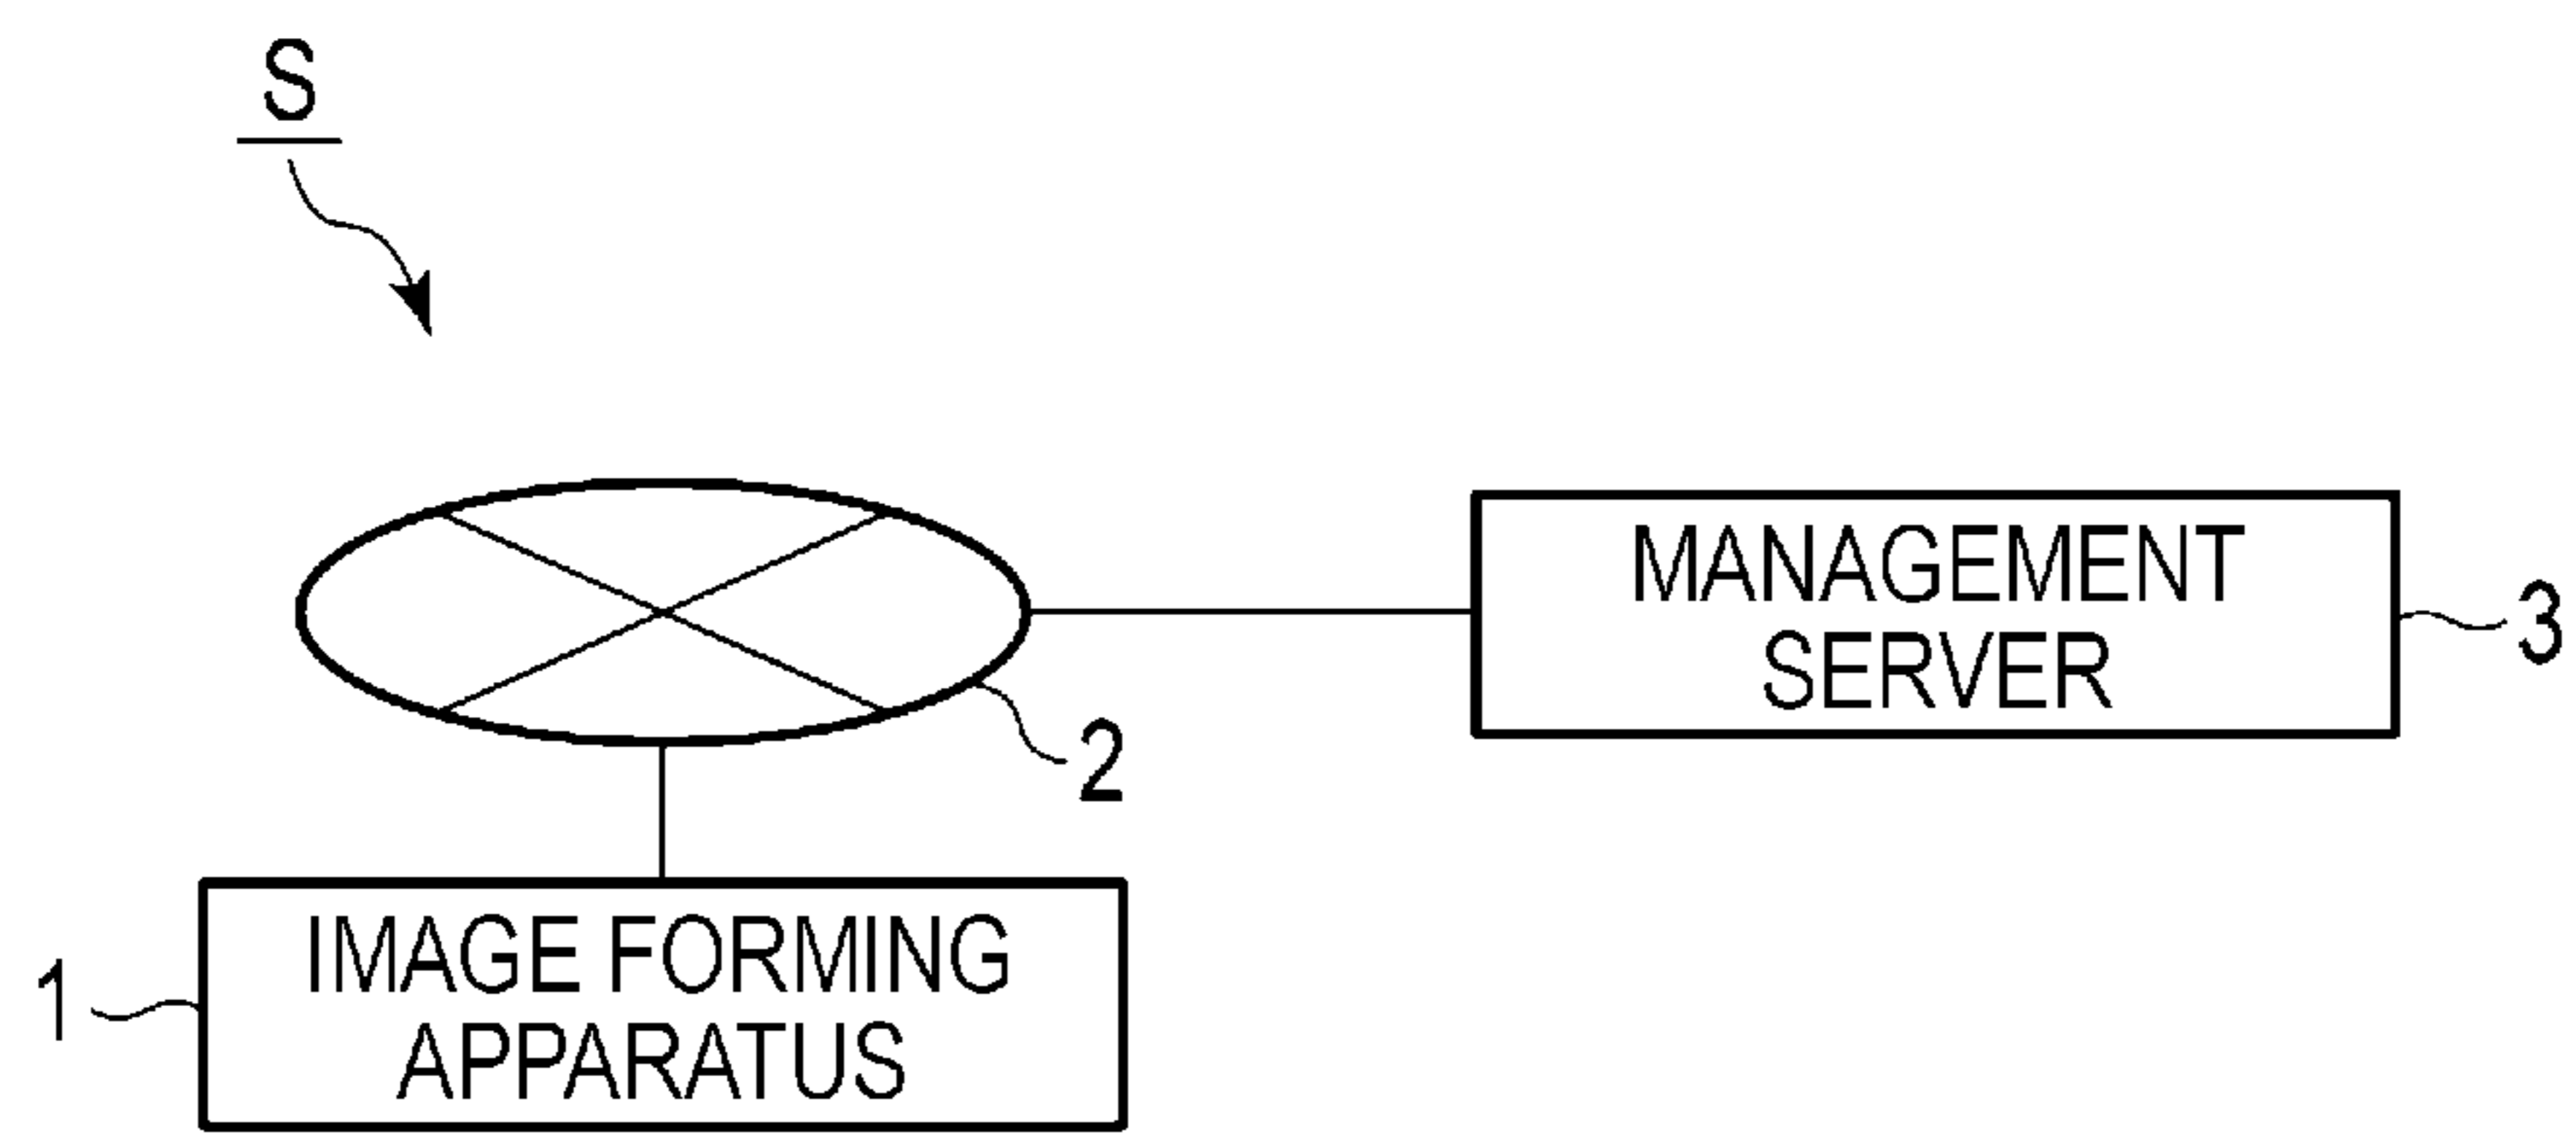 S
MANAGEMENT
SERVER
3
2
1
IMAGE FORMING
APPARATUS